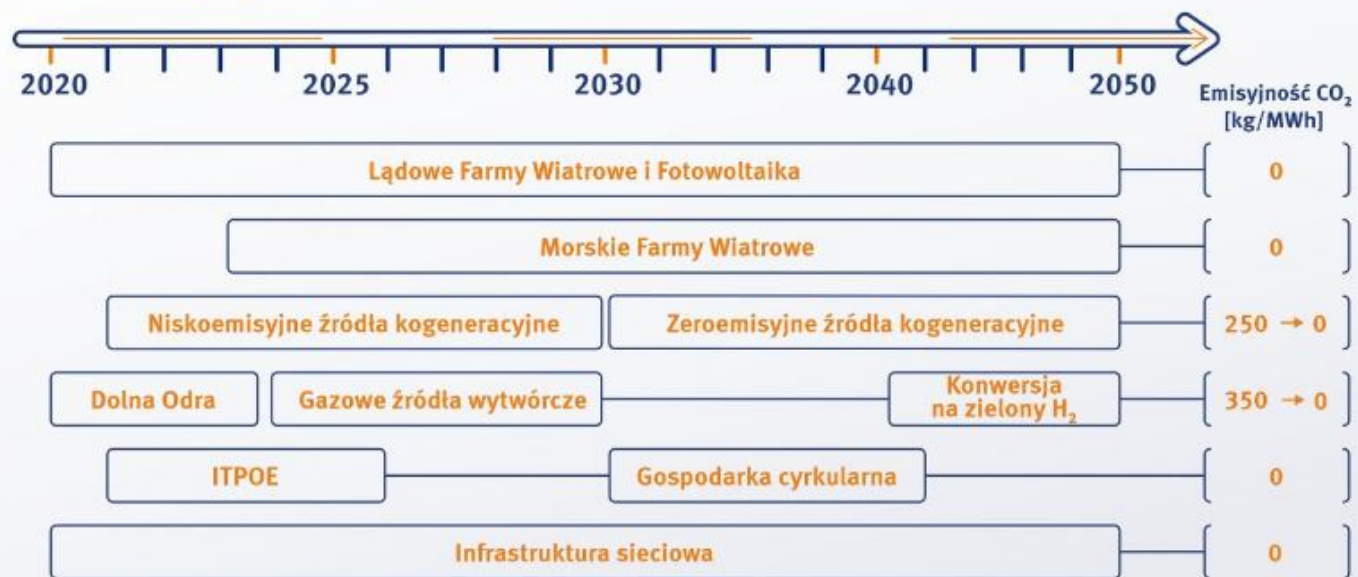 2020 2025 2030 2040 2050
Emisyjność CO₂
[kg/MWh]
Lądowe Farmy Wiatrowe i Fotowoltaika 0
Morskie Farmy Wiatrowe 0
Niskoemisyjne źródła kogeneracyjne Zeroemisyjne źródła kogeneracyjne 250 → 0
Dolna Odra Gazowe źródła wytwórcze Konwersja
na zielony H₂ 350 → 0
ITPOE Gospodarka cyrkularna 0
Infrastruktura sieciowa 0